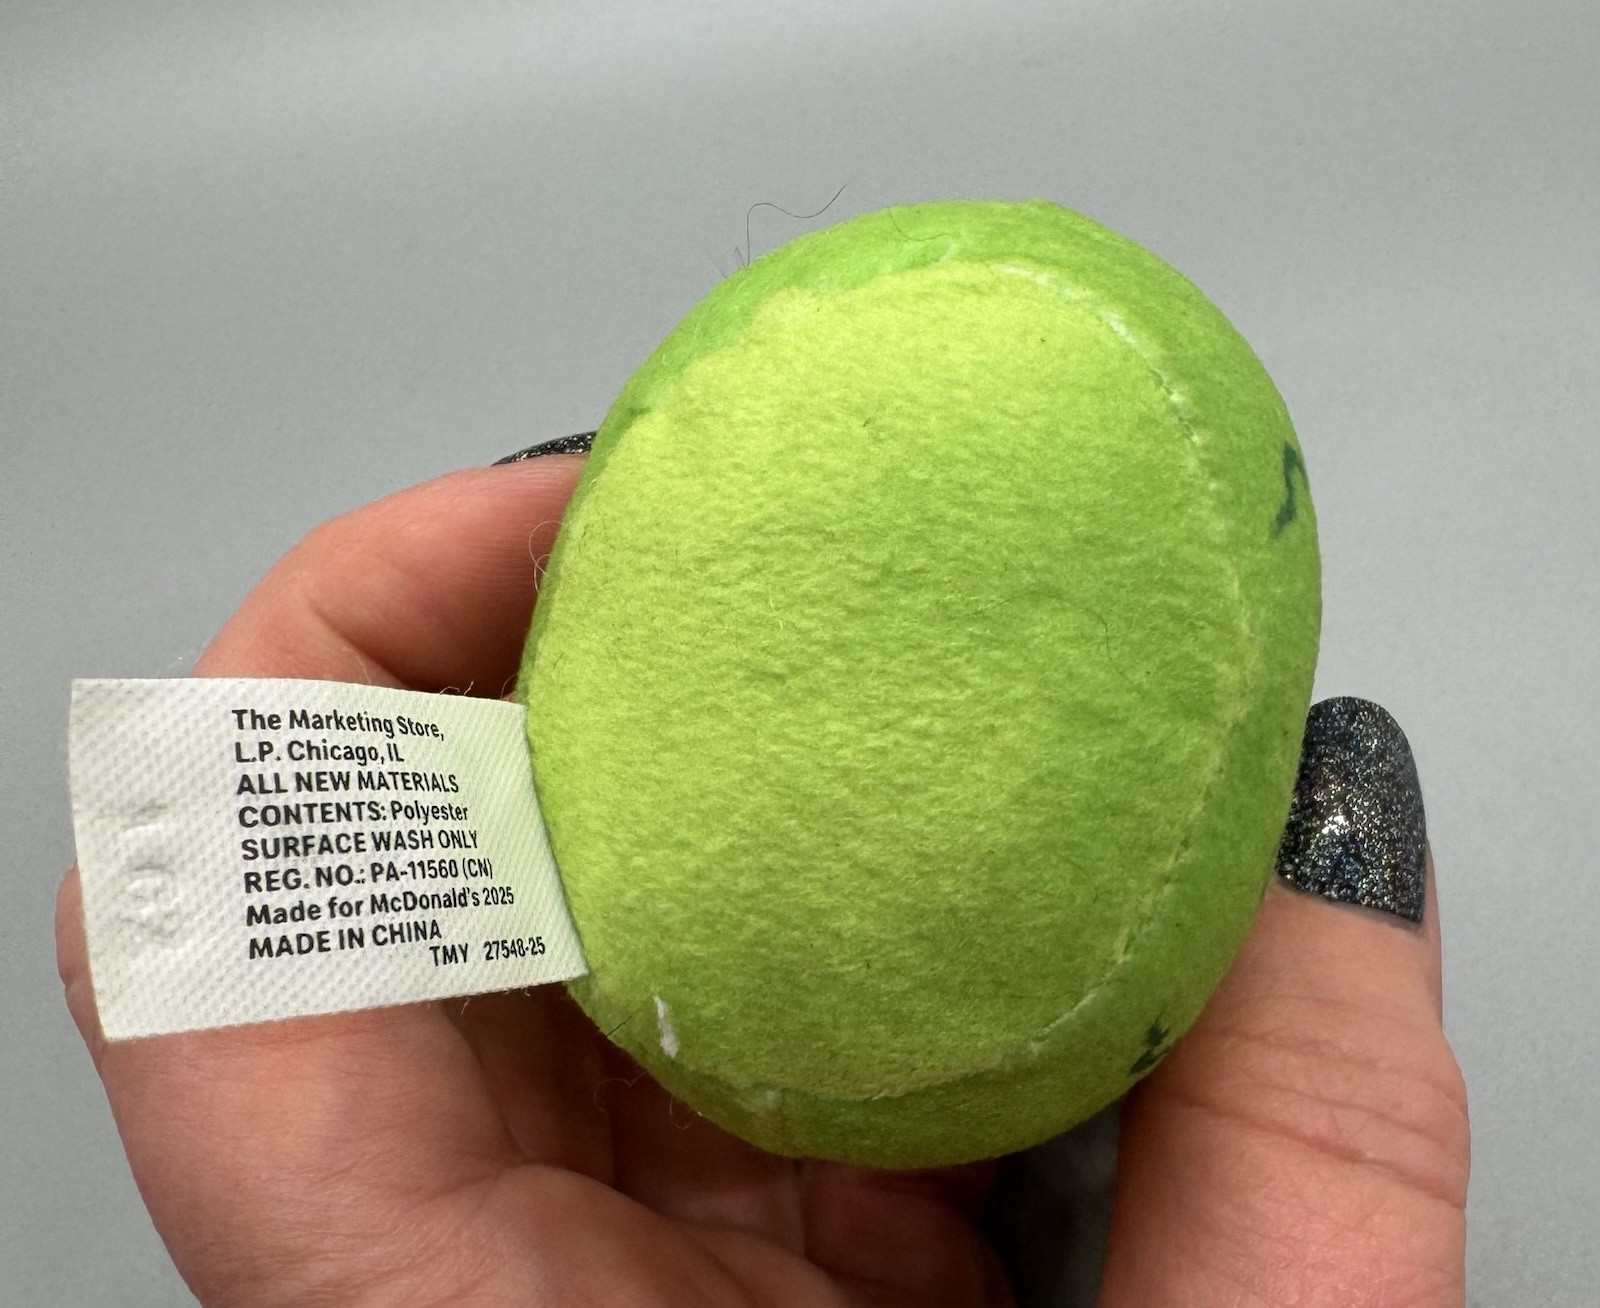 The Marketing Store,
L.P. Chicago, IL
ALL NEW MATERIALS
CONTENTS: Polyester
SURFACE WASH ONLY
REG. NO.: PA-11560 (CN)
Made for McDonald's 2025
MADE IN CHINA
TMY 27548-25